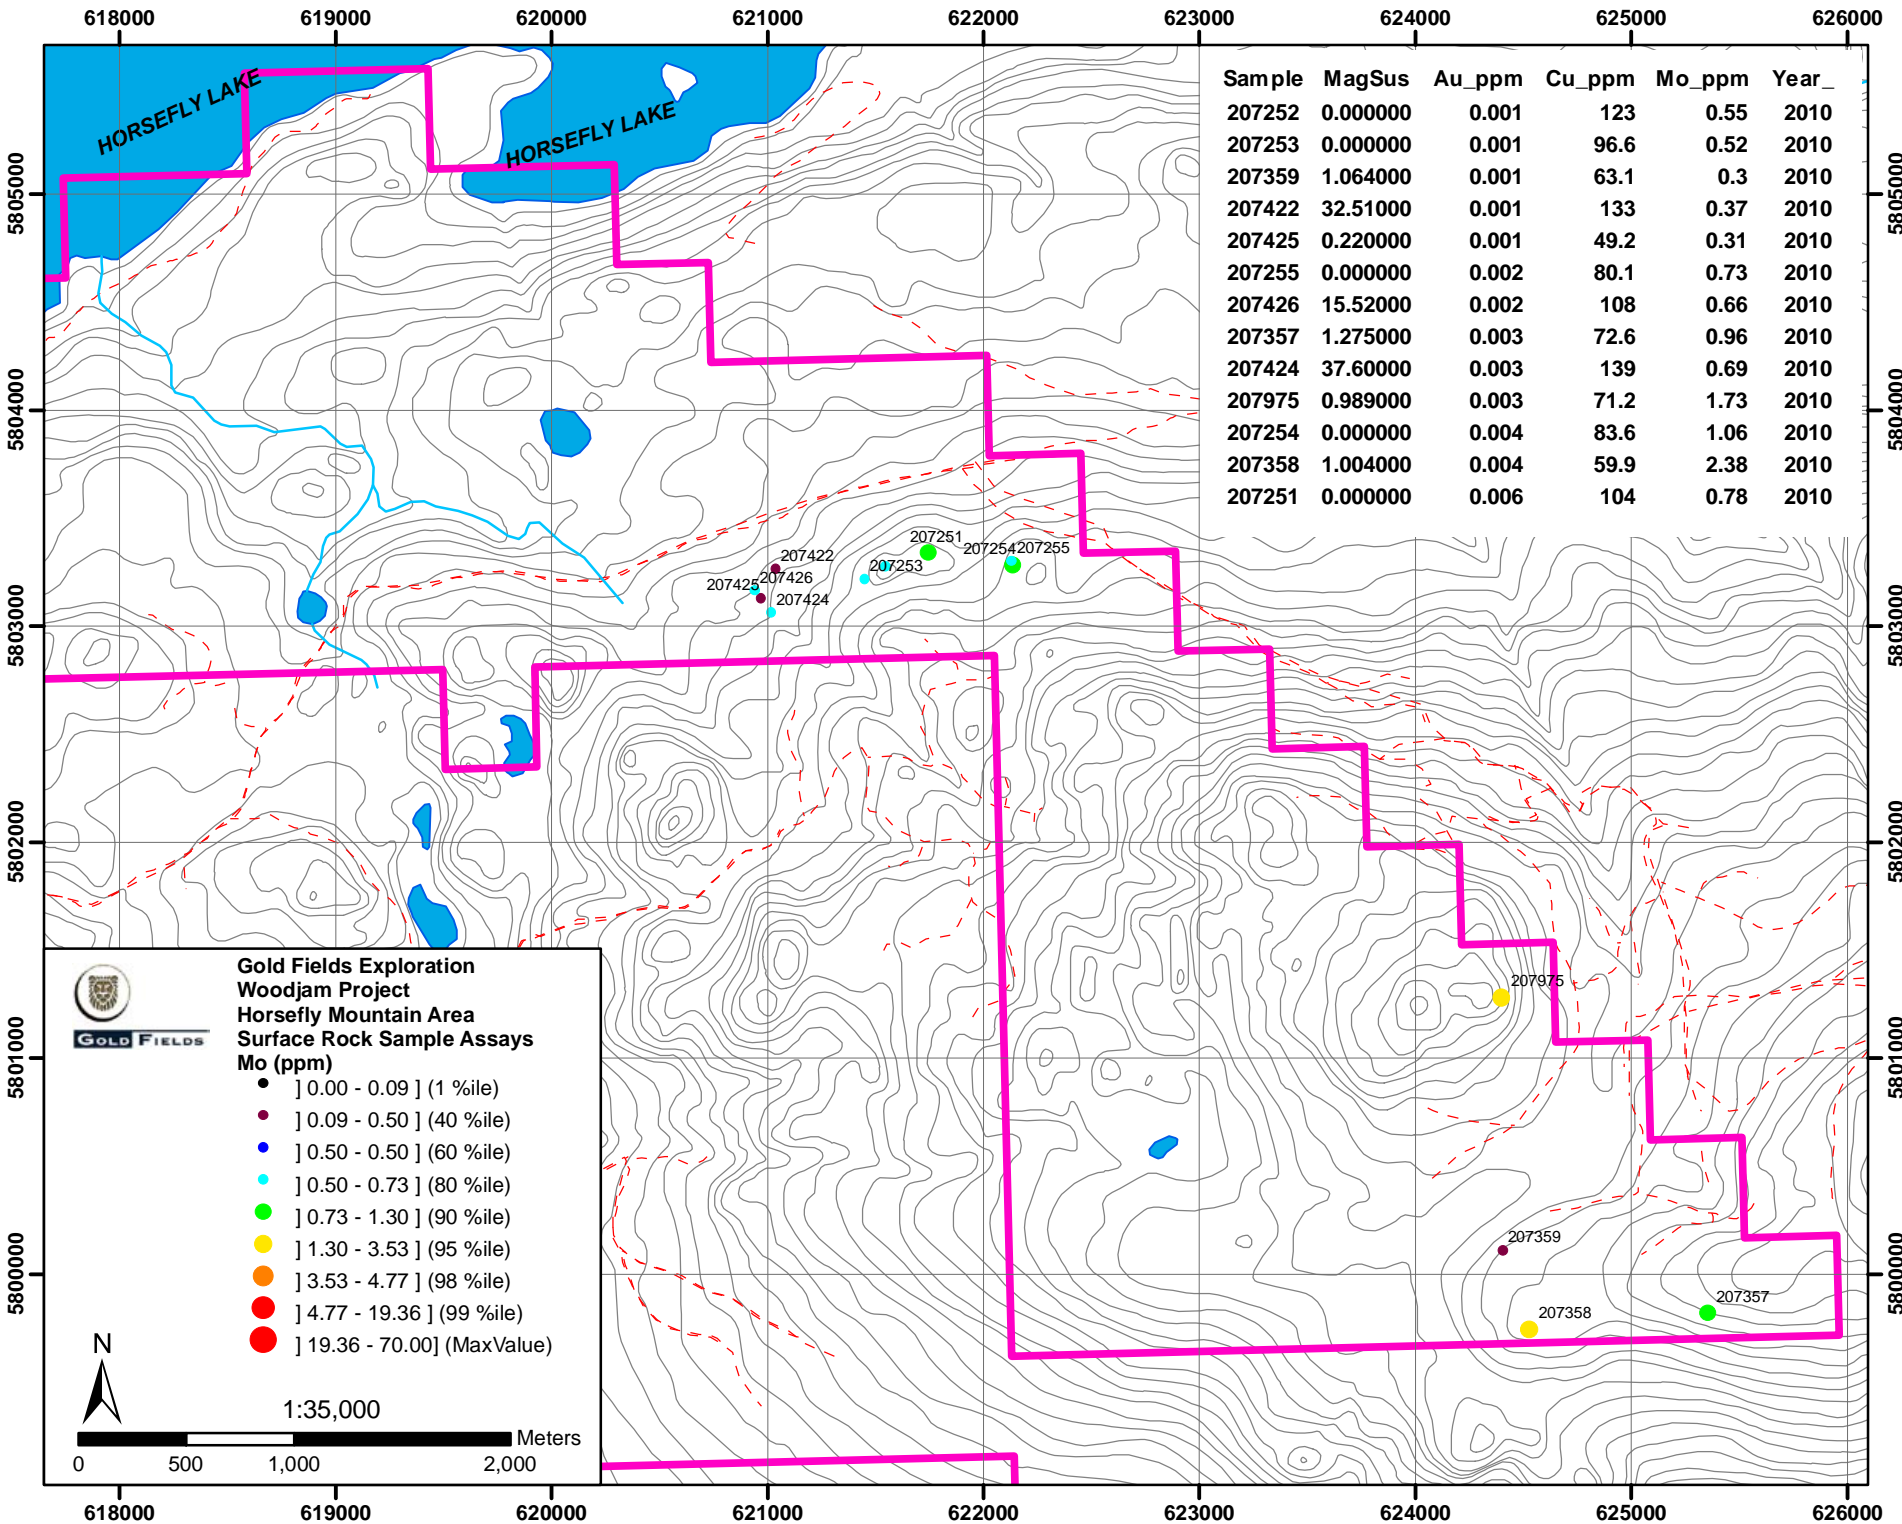 618000 619000 620000 621000 622000 623000 624000 625000 626000
HORSEFLY LAKE
HORSEFLY LAKE
Sample MagSus Au_ppm Cu_ppm Mo_ppm Year_
207252 0.000000 0.001 123 0.55 2010
207253 0.000000 0.001 96.6 0.52 2010
207359 1.064000 0.001 63.1 0.3 2010
207422 32.51000 0.001 133 0.37 2010
207425 0.220000 0.001 49.2 0.31 2010
207255 0.000000 0.002 80.1 0.73 2010
207426 15.52000 0.002 108 0.66 2010
207357 1.275000 0.003 72.6 0.96 2010
207424 37.60000 0.003 139 0.69 2010
207975 0.989000 0.003 71.2 1.73 2010
207254 0.000000 0.004 83.6 1.06 2010
207358 1.004000 0.004 59.9 2.38 2010
207251 0.000000 0.006 104 0.78 2010
5805000 5805000
5804000 5804000
5803000 5803000
5802000 5802000
5801000 5801000
5800000 5800000
207251
207254 207255
207422
207253
207425 207426
207424
207975
207359
207357
207358
GOLD FIELDS
Gold Fields Exploration
Woodjam Project
Horsefly Mountain Area
Surface Rock Sample Assays
Mo (ppm)
] 0.00 - 0.09 ] (1 %ile)
] 0.09 - 0.50 ] (40 %ile)
] 0.50 - 0.50 ] (60 %ile)
] 0.50 - 0.73 ] (80 %ile)
] 0.73 - 1.30 ] (90 %ile)
] 1.30 - 3.53 ] (95 %ile)
] 3.53 - 4.77 ] (98 %ile)
] 4.77 - 19.36 ] (99 %ile)
] 19.36 - 70.00] (MaxValue)
N
1:35,000
Meters
0 500 1,000 2,000
618000 619000 620000 621000 622000 623000 624000 625000 626000